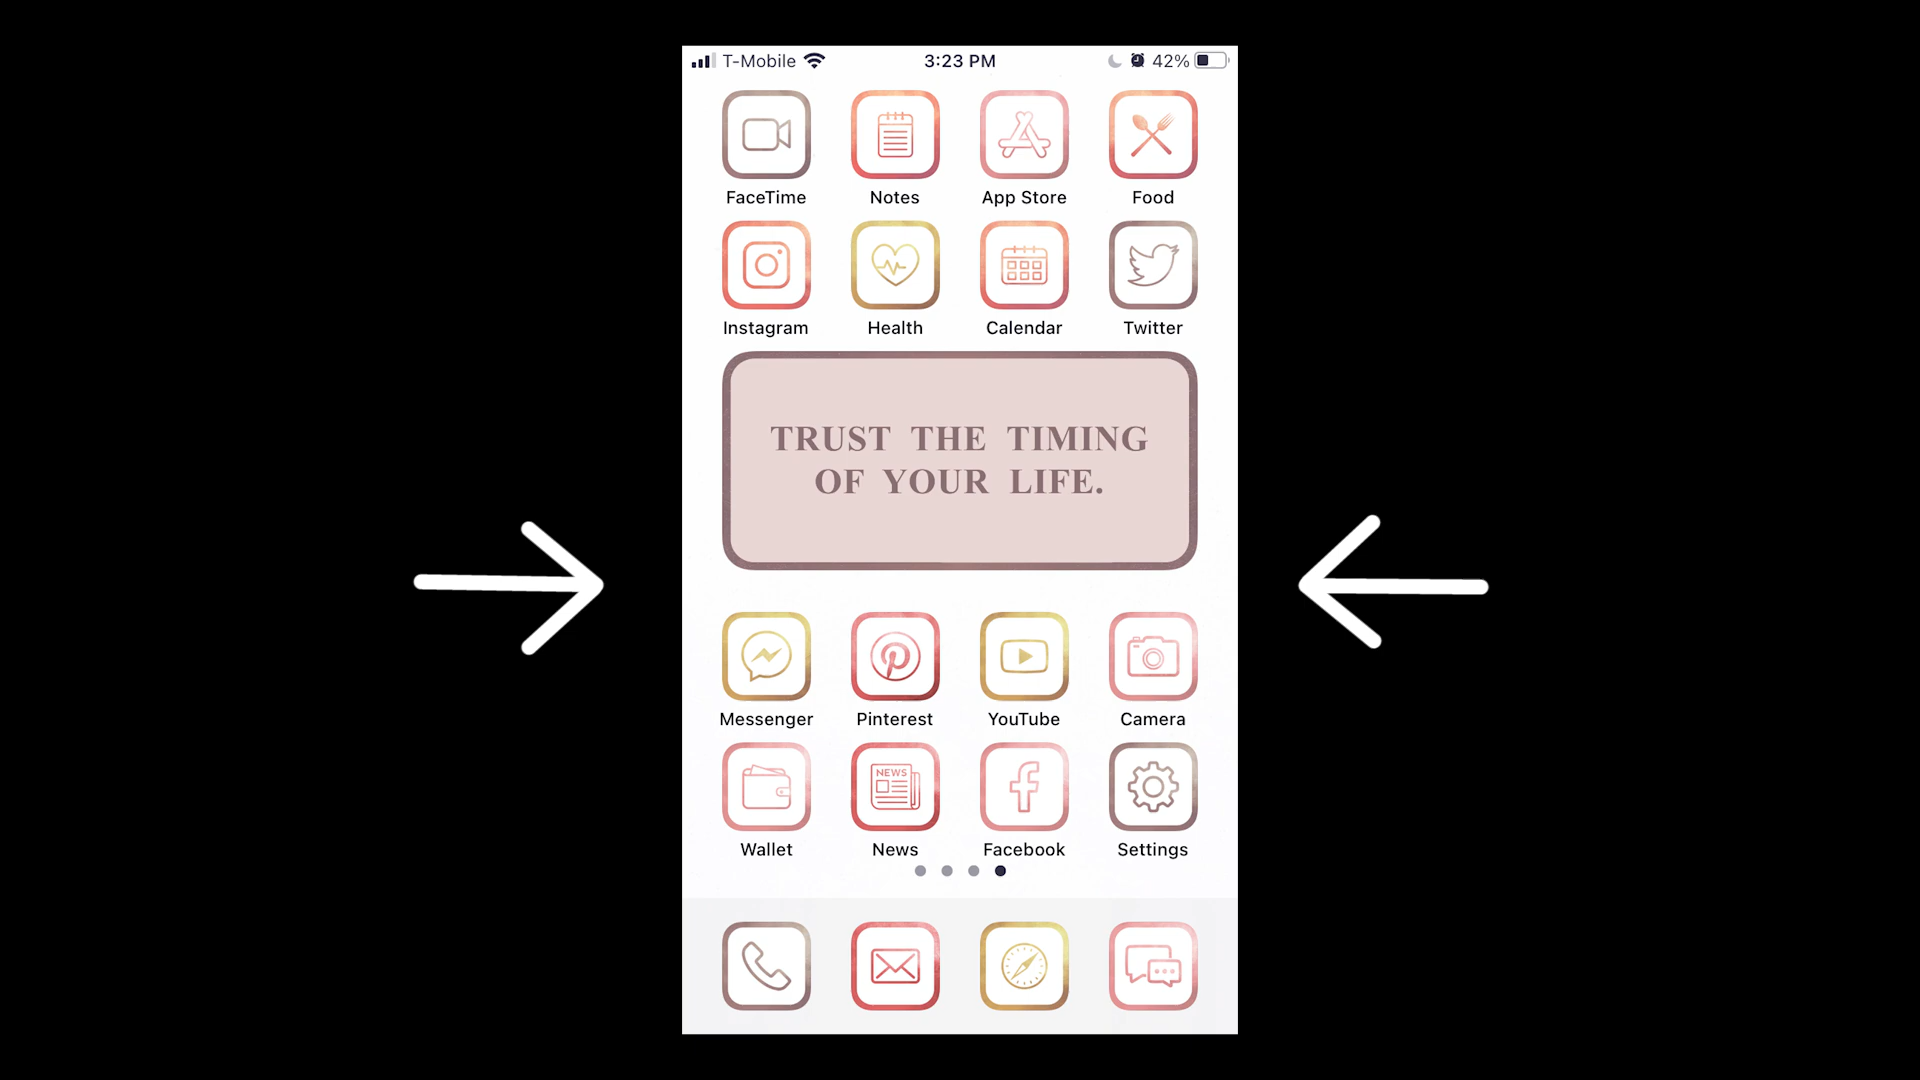 T-Mobile 3:23 PM 42%
FaceTime Notes App Store Food
Instagram Health Calendar Twitter
TRUST THE TIMING
OF YOUR LIFE.
Messenger Pinterest YouTube Camera
NEWS
Wallet News Facebook Settings